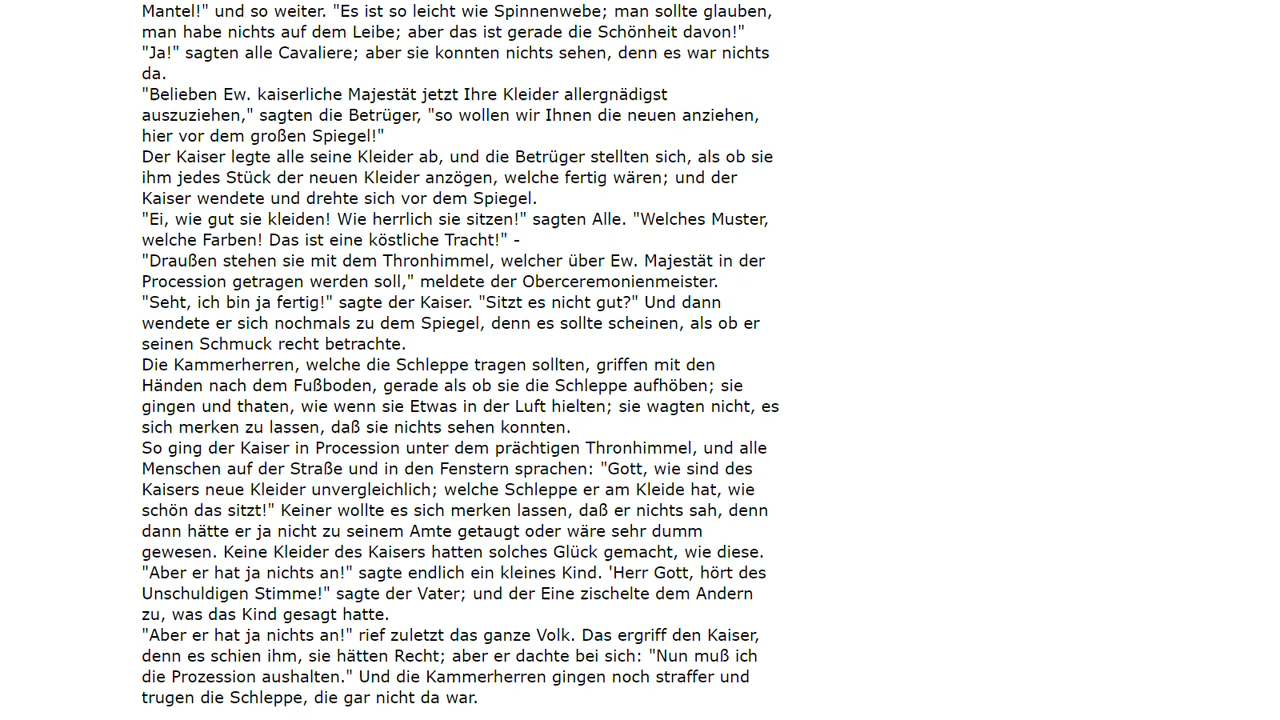 Mantel!" und so weiter. "Es ist so leicht wie Spinnenwebe; man sollte glauben,
man habe nichts auf dem Leibe; aber das ist gerade die Schönheit davon!"
"Ja!" sagten alle Cavaliere; aber sie konnten nichts sehen, denn es war nichts
da.
"Belieben Ew. kaiserliche Majestät jetzt Ihre Kleider allergnädigst
auszuziehen," sagten die Betrüger, "so wollen wir Ihnen die neuen anziehen,
hier vor dem großen Spiegel!"
Der Kaiser legte alle seine Kleider ab, und die Betrüger stellten sich, als ob sie
ihm jedes Stück der neuen Kleider anzögen, welche fertig wären; und der
Kaiser wendete und drehte sich vor dem Spiegel.
"Ei, wie gut sie kleiden! Wie herrlich sie sitzen!" sagten Alle. "Welches Muster,
welche Farben! Das ist eine köstliche Tracht!" -
"Draußen stehen sie mit dem Thronhimmel, welcher über Ew. Majestät in der
Procession getragen werden soll," meldete der Oberceremonienmeister.
"Seht, ich bin ja fertig!" sagte der Kaiser. "Sitzt es nicht gut?" Und dann
wendete er sich nochmals zu dem Spiegel, denn es sollte scheinen, als ob er
seinen Schmuck recht betrachte.
Die Kammerherren, welche die Schleppe tragen sollten, griffen mit den
Händen nach dem Fußboden, gerade als ob sie die Schleppe aufhöben; sie
gingen und thaten, wie wenn sie Etwas in der Luft hielten; sie wagten nicht, es
sich merken zu lassen, daß sie nichts sehen konnten.
So ging der Kaiser in Procession unter dem prächtigen Thronhimmel, und alle
Menschen auf der Straße und in den Fenstern sprachen: "Gott, wie sind des
Kaisers neue Kleider unvergleichlich; welche Schleppe er am Kleide hat, wie
schön das sitzt!" Keiner wollte es sich merken lassen, daß er nichts sah, denn
dann hätte er ja nicht zu seinem Amte getaugt oder wäre sehr dumm
gewesen. Keine Kleider des Kaisers hatten solches Glück gemacht, wie diese.
"Aber er hat ja nichts an!" sagte endlich ein kleines Kind. 'Herr Gott, hört des
Unschuldigen Stimme!" sagte der Vater; und der Eine zischelte dem Andern
zu, was das Kind gesagt hatte.
"Aber er hat ja nichts an!" rief zuletzt das ganze Volk. Das ergriff den Kaiser,
denn es schien ihm, sie hätten Recht; aber er dachte bei sich: "Nun muß ich
die Prozession aushalten." Und die Kammerherren gingen noch straffer und
trugen die Schleppe, die gar nicht da war.